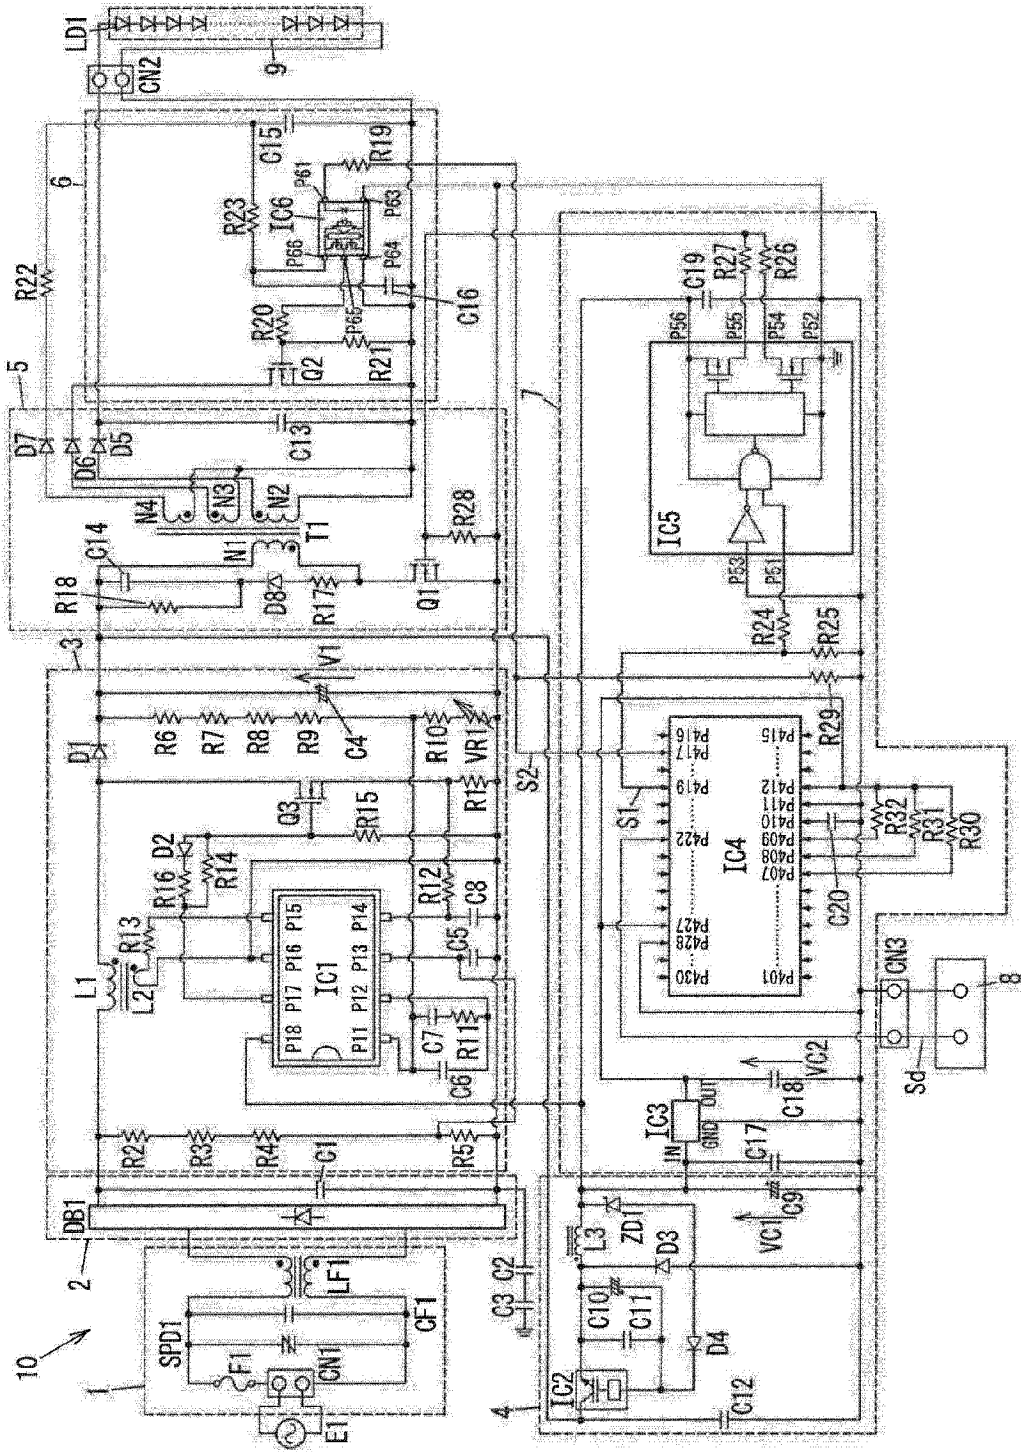 10
1
E1
CN1
F1
SPD1
CF1
LF1
2
DB1
C1
C2
C3
3
R2
R3
R4
R5
L1
L2
R13
R16
D2
R14
P18
P17
P16
P15
IC1
P11
P12
P13
P14
C6
C7
R11
C5
C8
R12
Q3
R15
R1
D1
R6
R7
R8
R9
R10
VR1
C4
V1
5
R18
C14
D8
R17
Q1
R28
N1
T1
N4
N3
N2
D7
D6
D5
C13
6
R22
Q2
R20
R21
P65
R23
P66
IC6
P61
P63
P64
C16
C15
R19
CN2
LD1
9
4
IC2
C12
C10
C11
D4
L3
ZD1
D3
VC1
C9
7
IC3
IN
OUT
GND
C17
C18
VC2
S1
S2
P430
P428
P427
P422
P419
P417
P416
IC4
P401
P407
P408
P409
P410
P411
P412
P415
C20
R32
R31
R30
R29
R25
R24
Sd
CN3
8
IC5
P53
P51
P56
P55
P54
P52
C19
R27
R26